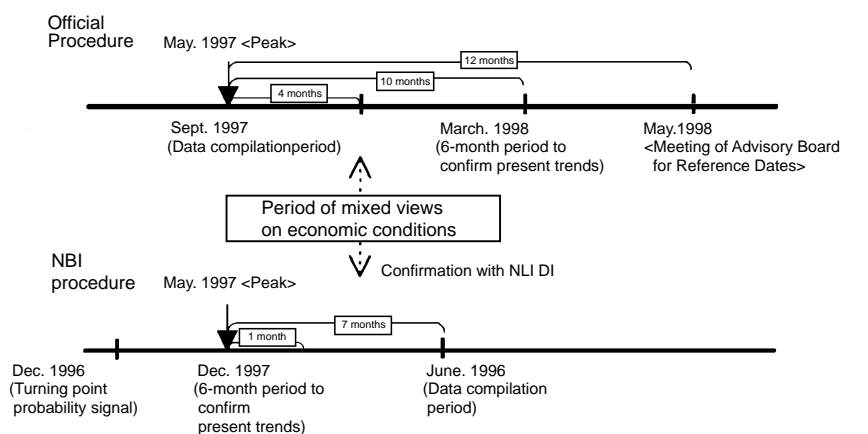 Official
Procedure
May. 1997 <Peak>
12 months
10 months
4 months
Sept. 1997
(Data compilationperiod)
March. 1998
(6-month period to
confirm present trends)
May.1998
<Meeting of Advisory Board
for Reference Dates>
Period of mixed views
on economic conditions
NBI
procedure
May. 1997 <Peak>
Confirmation with NLI DI
7 months
1 month
Dec. 1996
(Turning point
probability signal)
Dec. 1997
(6-month period to
confirm
present trends)
June. 1996
(Data compilation
period)